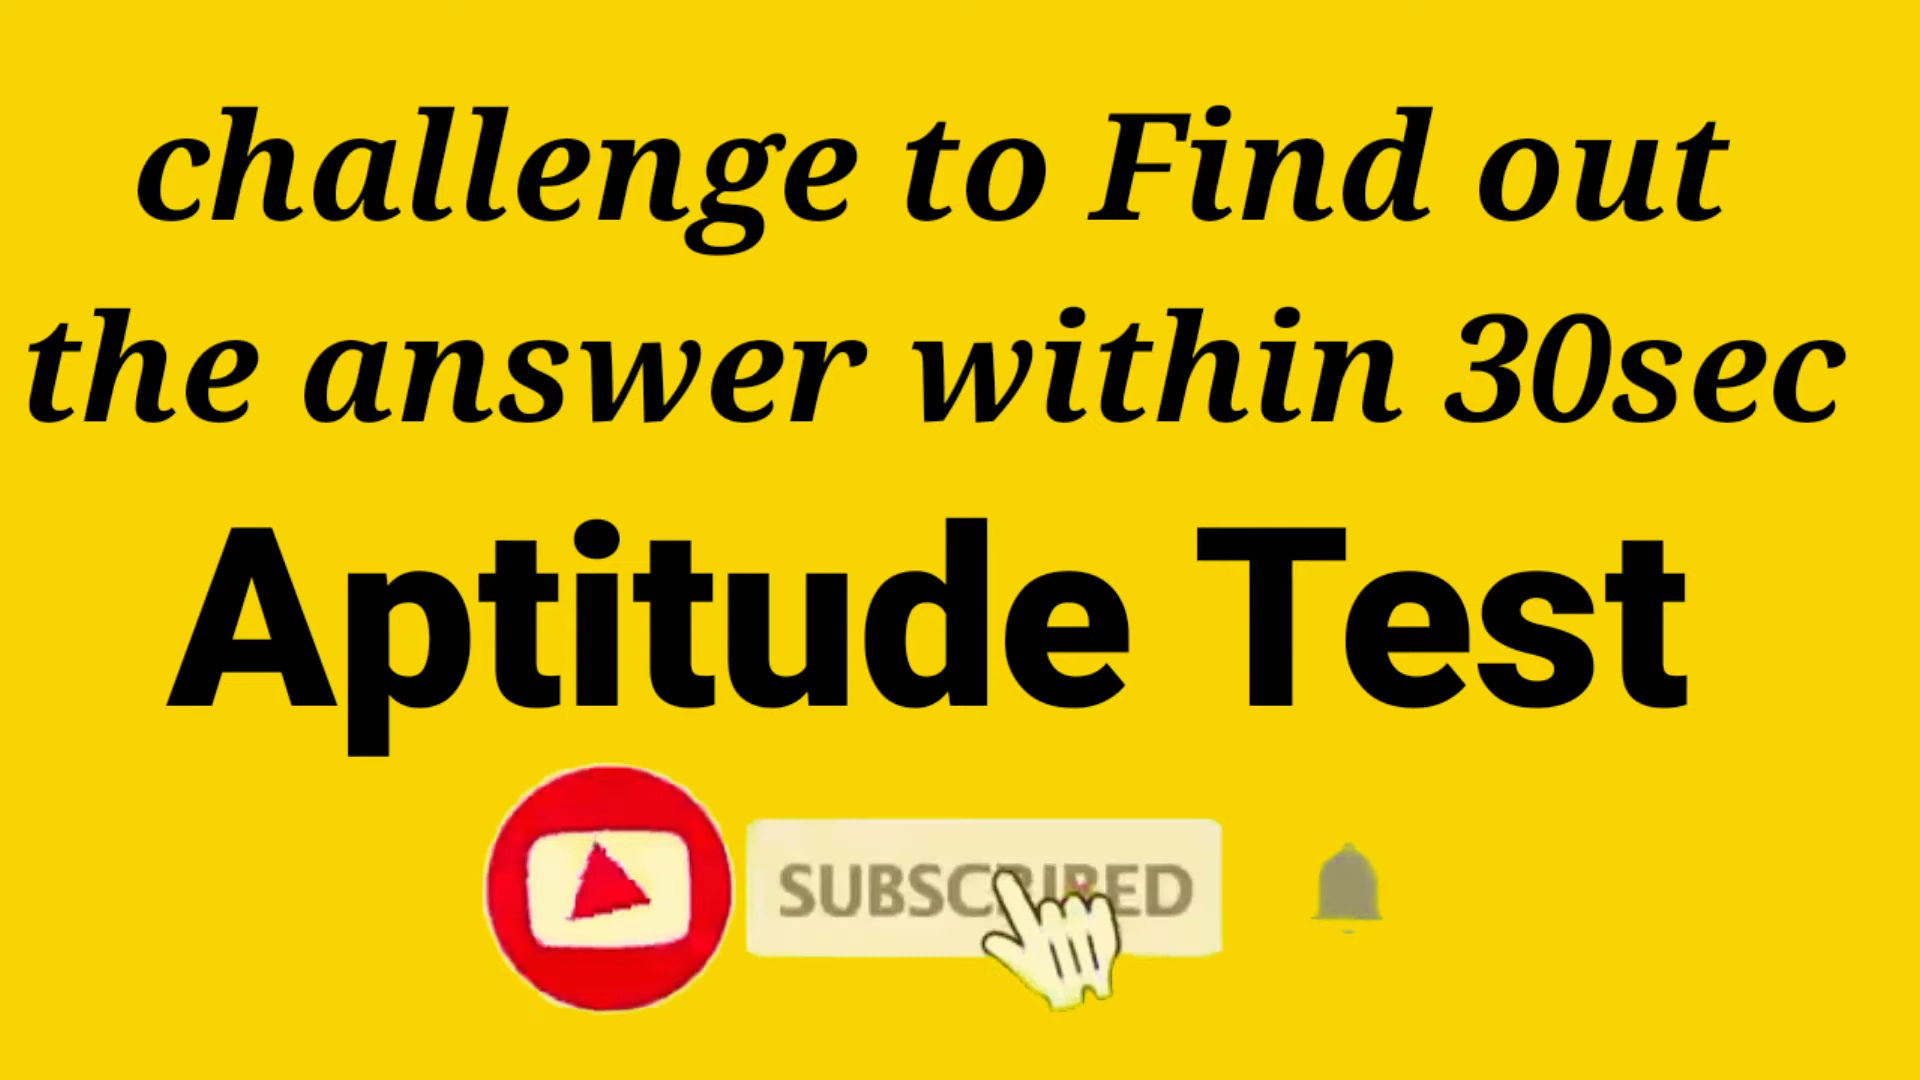 challenge to Find out
the answer within 30sec
Aptitude Test
SUBSCRIBED